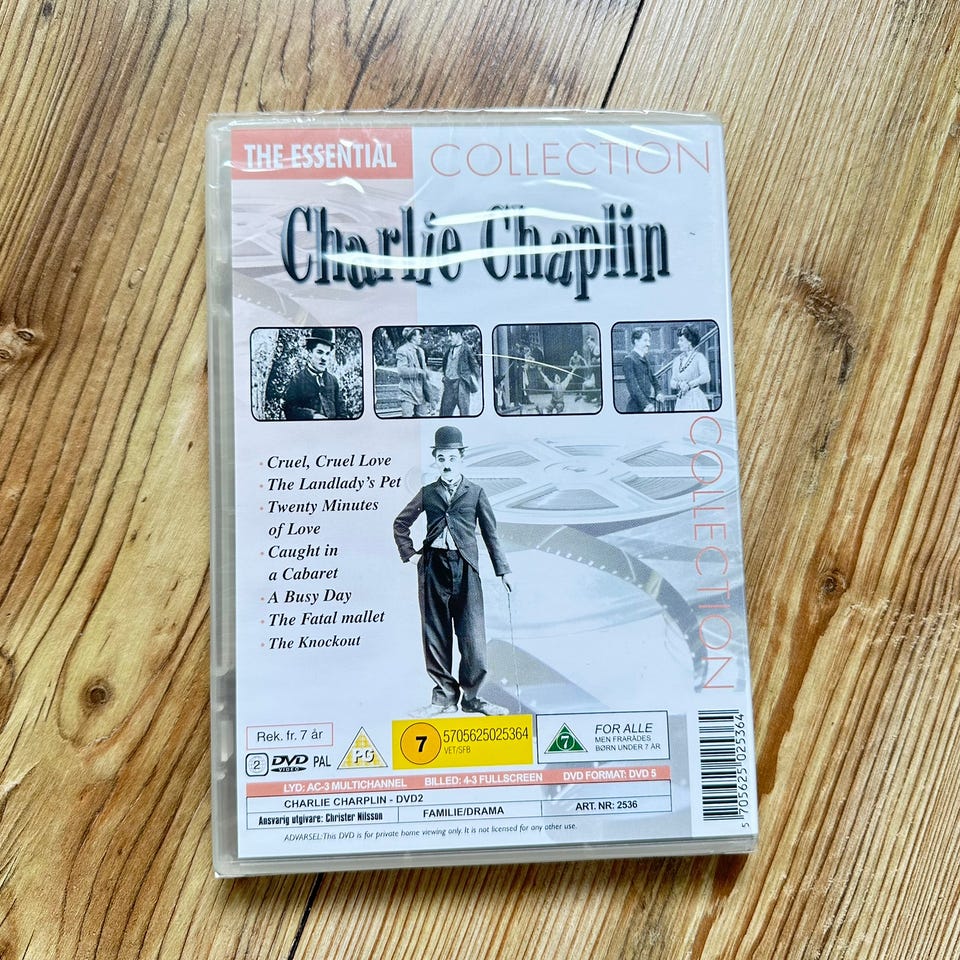 THE ESSENTIAL COLLECTION
Charlie Chaplin
COLLECTION
· Cruel, Cruel Love
· The Landlady's Pet
· Twenty Minutes
of Love
· Caught in
a Cabaret
· A Busy Day
· The Fatal mallet
· The Knockout
Rek. fr. 7 år
2 DVD VIDEO PAL PG
7 5705625025364
VET/SFB
7 FOR ALLE
MEN FRARÅDES
BØRN UNDER 7 ÅR
LYD: AC-3 MULTICHANNEL BILLED: 4-3 FULLSCREEN DVD FORMAT: DVD 5
CHARLIE CHARPLIN - DVD2
Ansvarig utgivare: Christer Nilsson FAMILIE/DRAMA ART. NR: 2536
ADVARSEL: This DVD is for private home viewing only. It is not licensed for any other use.
5 705625 025364